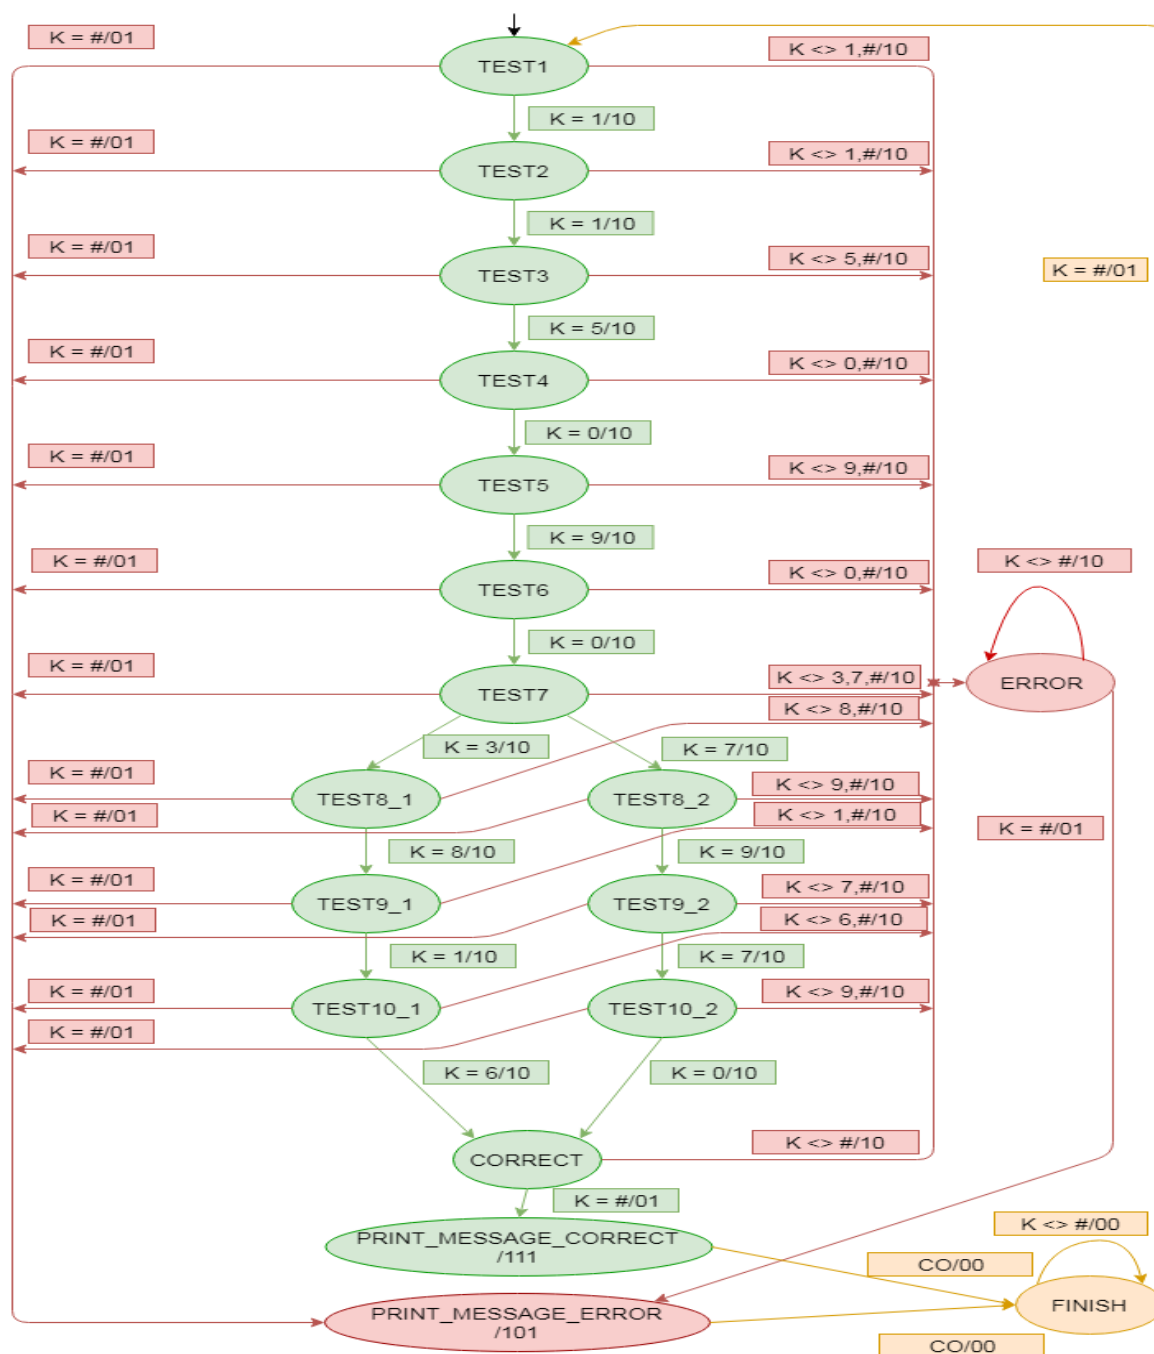 K = #/01
K <> 1,#/10
TEST1
K = 1/10
K = #/01
K <> 1,#/10
TEST2
K = 1/10
K = #/01
K <> 5,#/10
TEST3
K = #/01
K = 5/10
K = #/01
K <> 0,#/10
TEST4
K = 0/10
K = #/01
K <> 9,#/10
TEST5
K = 9/10
K = #/01
K <> 0,#/10
K <> #/10
TEST6
K = 0/10
K = #/01
K <> 3,7,#/10
TEST7
ERROR
K <> 8,#/10
K = 3/10
K = 7/10
K = #/01
K <> 9,#/10
TEST8_1
TEST8_2
K = #/01
K <> 1,#/10
K = #/01
K = 8/10
K = 9/10
K = #/01
K <> 7,#/10
TEST9_1
TEST9_2
K = #/01
K <> 6,#/10
K = 1/10
K = 7/10
K = #/01
K <> 9,#/10
TEST10_1
TEST10_2
K = #/01
K = 6/10
K = 0/10
K <> #/10
CORRECT
K = #/01
K <> #/00
PRINT_MESSAGE_CORRECT
/111
CO/00
PRINT_MESSAGE_ERROR
/101
FINISH
CO/00